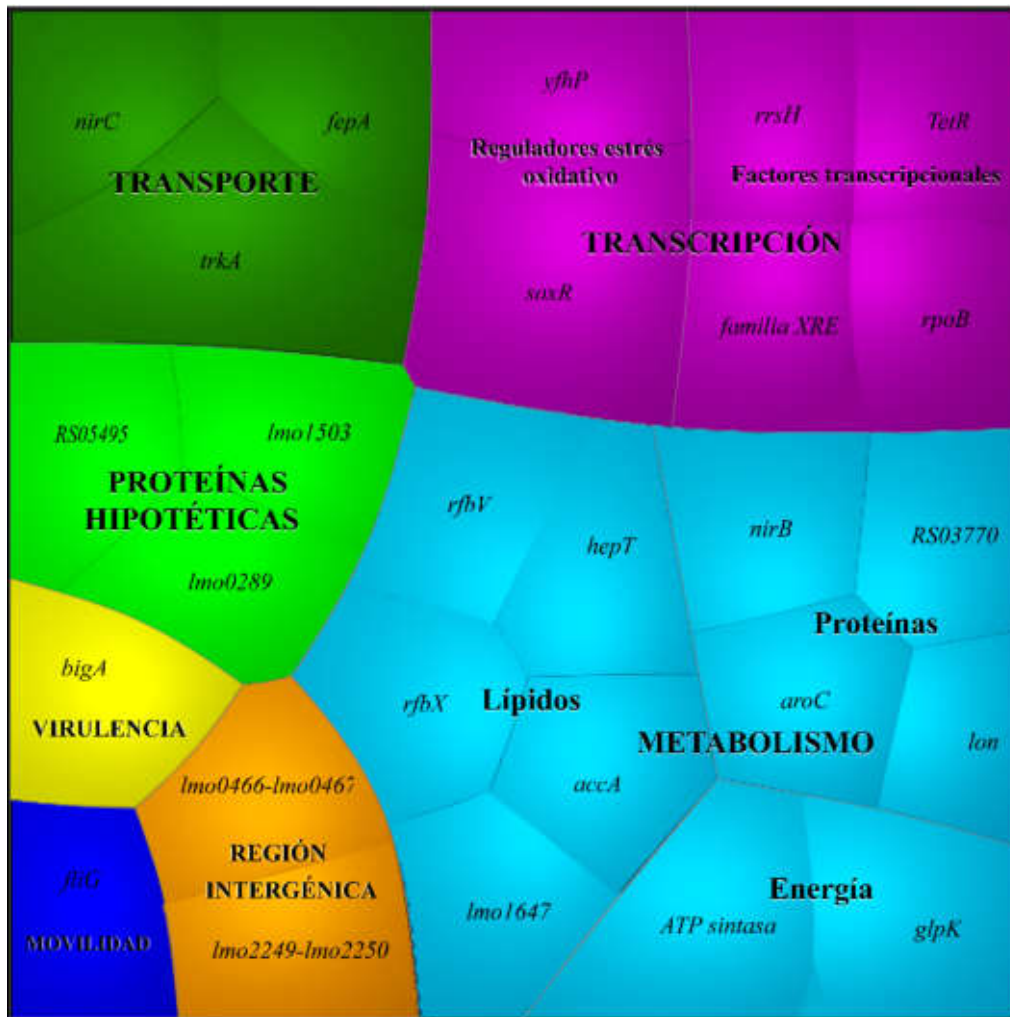 nirC
fepA
TRANSPORTE
trkA
yfhP
Reguladores estrés
oxidativo
rrsH
TetR
Factores transcripcionales
TRANSCRIPCIÓN
soxR
familia XRE
rpoB
RS05495
lmo1503
PROTEÍNAS
HIPOTÉTICAS
lmo0289
bigA
VIRULENCIA
fliG
MOVILIDAD
lmo0466-lmo0467
REGIÓN
INTERGÉNICA
lmo2249-lmo2250
rfbV
hepT
rfbX
Lípidos
accA
lmo1647
nirB
RS03770
Proteínas
aroC
lon
METABOLISMO
Energía
ATP sintasa
glpK